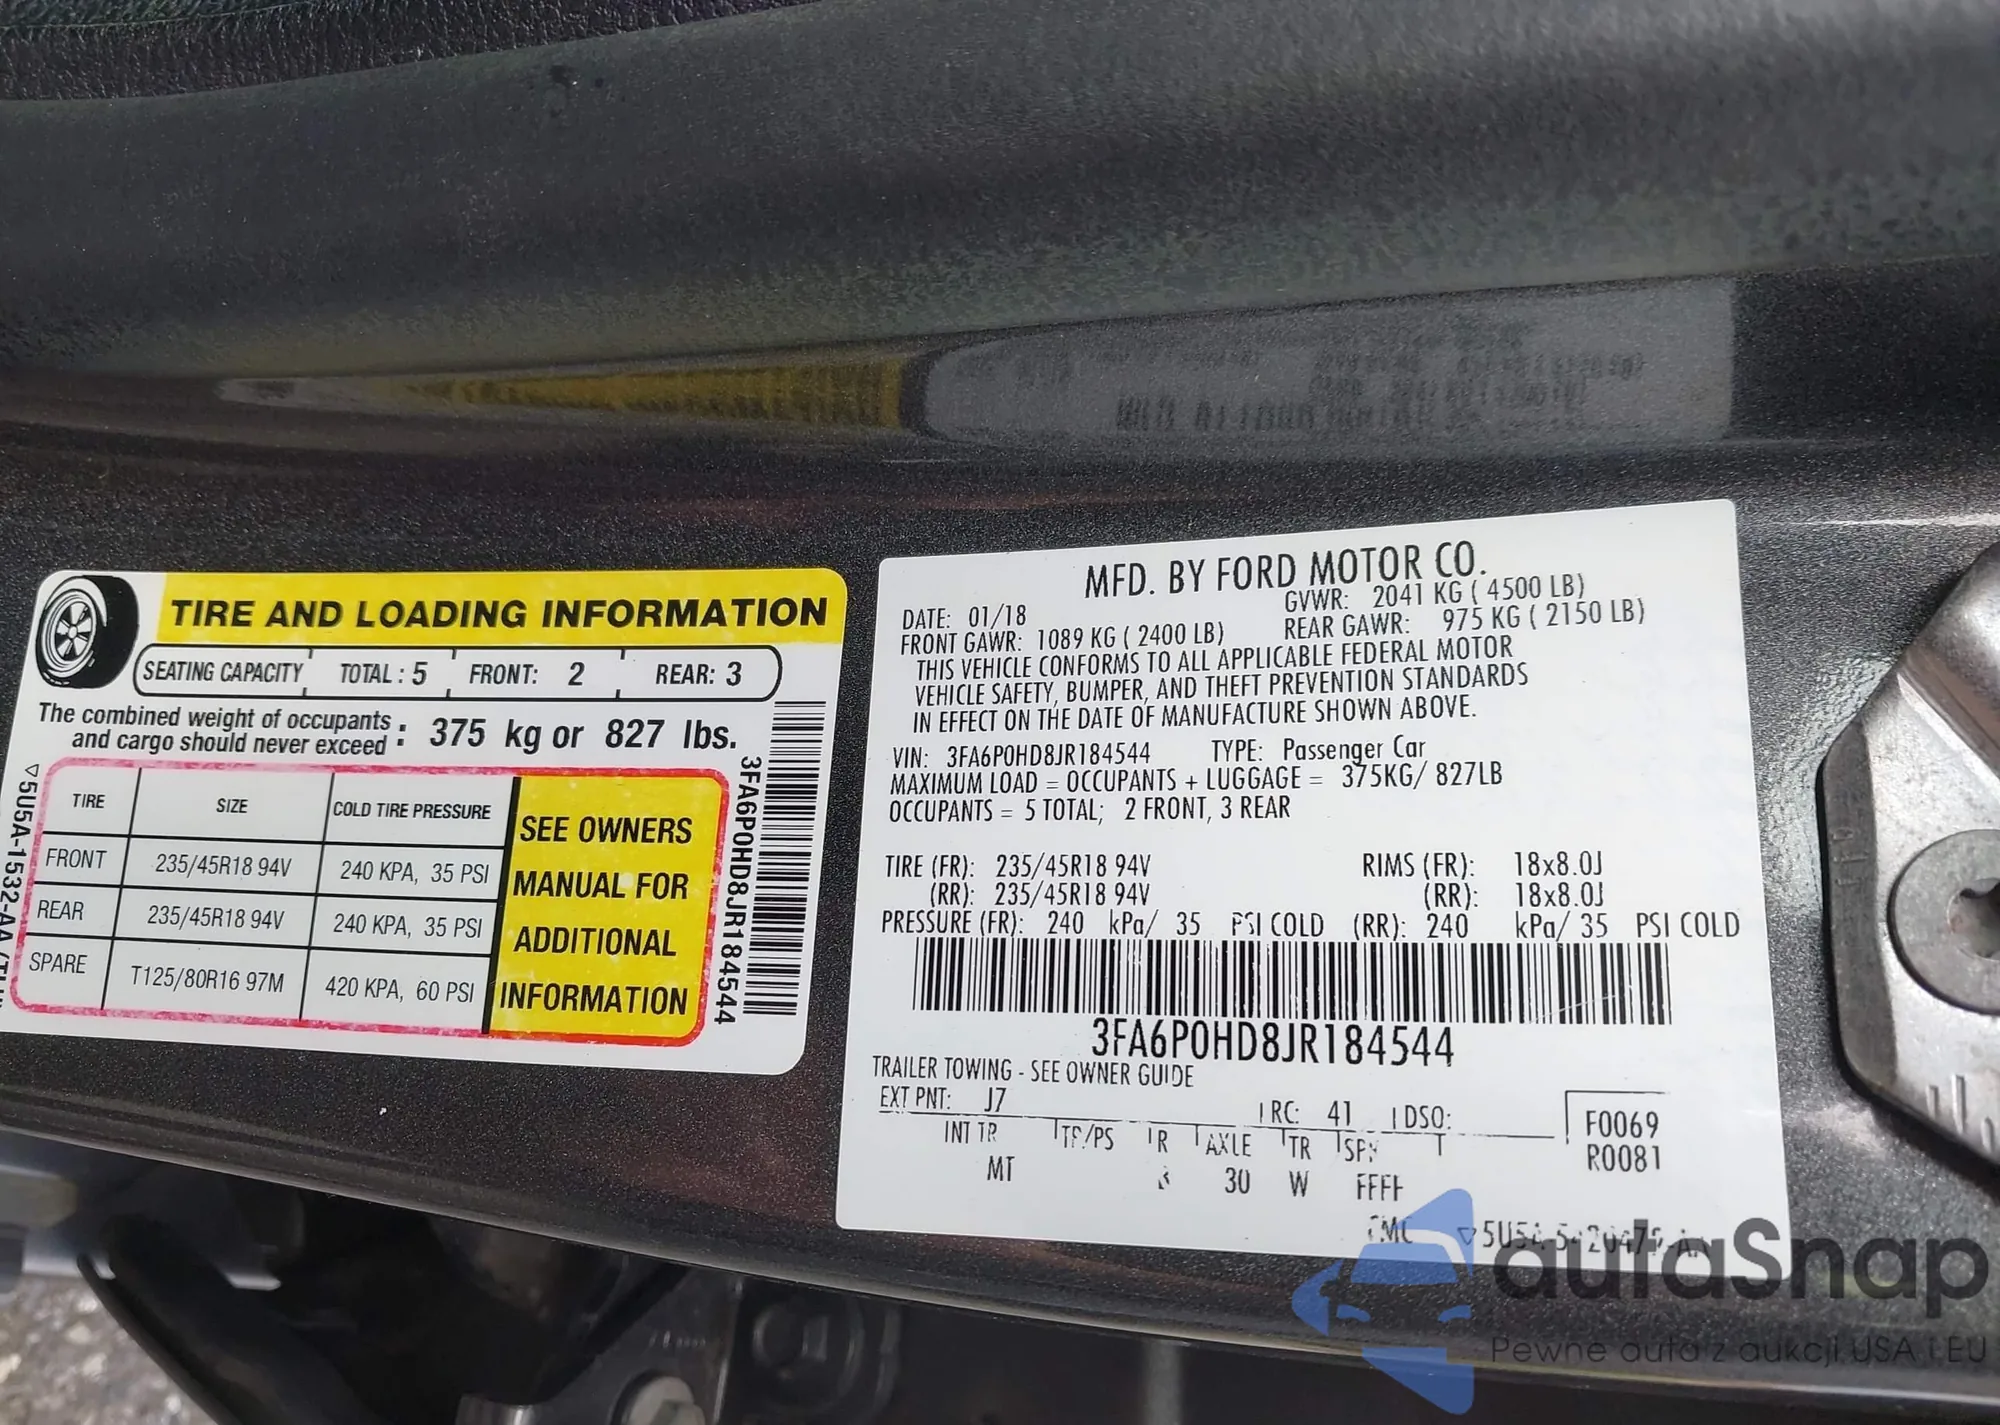 TIRE AND LOADING INFORMATION
SEATING CAPACITY TOTAL : 5 FRONT: 2 REAR: 3
The combined weight of occupants
and cargo should never exceed : 375 kg or 827 lbs.
TIRE SIZE COLD TIRE PRESSURE
FRONT 235/45R18 94V 240 KPA, 35 PSI
REAR 235/45R18 94V 240 KPA, 35 PSI
SPARE T125/80R16 97M 420 KPA, 60 PSI
SEE OWNERS
MANUAL FOR
ADDITIONAL
INFORMATION
3FA6P0HD8JR184544
5U5A-1532-AA
MFD. BY FORD MOTOR CO.
DATE: 01/18 GVWR: 2041 KG ( 4500 LB)
FRONT GAWR: 1089 KG ( 2400 LB) REAR GAWR: 975 KG ( 2150 LB)
THIS VEHICLE CONFORMS TO ALL APPLICABLE FEDERAL MOTOR
VEHICLE SAFETY, BUMPER, AND THEFT PREVENTION STANDARDS
IN EFFECT ON THE DATE OF MANUFACTURE SHOWN ABOVE.
VIN: 3FA6P0HD8JR184544 TYPE: Passenger Car
MAXIMUM LOAD = OCCUPANTS + LUGGAGE = 375KG/ 827LB
OCCUPANTS = 5 TOTAL; 2 FRONT, 3 REAR
TIRE (FR): 235/45R18 94V RIMS (FR): 18x8.0J
(RR): 235/45R18 94V (RR): 18x8.0J
PRESSURE (FR): 240 kPa/ 35 PSI COLD (RR): 240 kPa/ 35 PSI COLD
3FA6P0HD8JR184544
TRAILER TOWING - SEE OWNER GUIDE
EXT PNT: J7 RC: 41 DSO:
F0069
R0081
INT TR TP/PS R AXLE TR SPR T
MT 30 W FFFF
autaSnap
Pewne auta z aukcji USA i EU